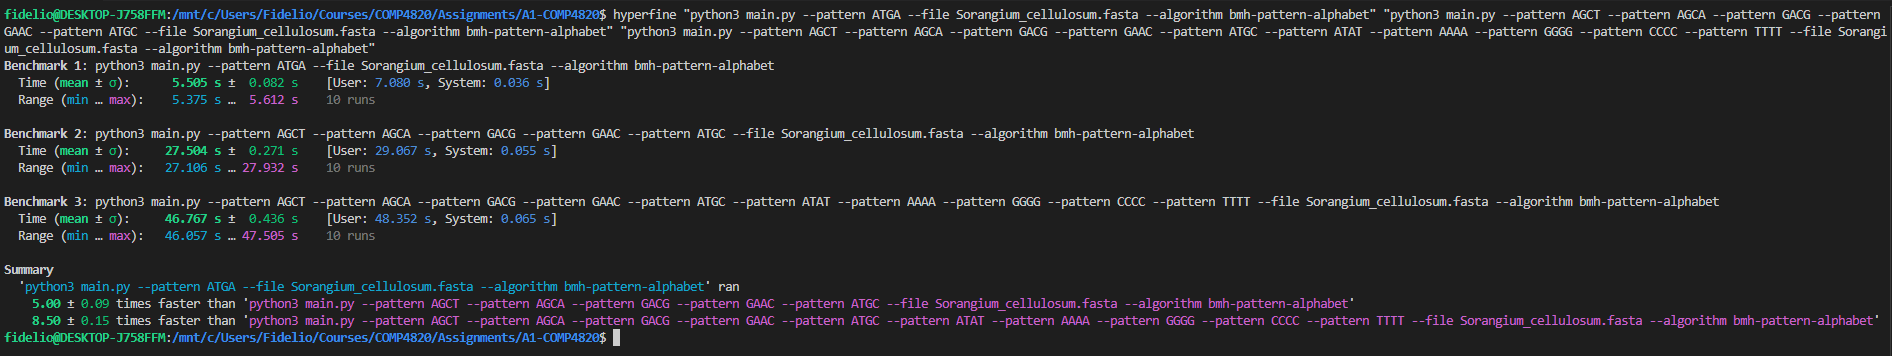 fidelio@DESKTOP-J758FFM:/mnt/c/Users/Fidelio/Courses/COMP4820/Assignments/A1-COMP4820$ hyperfine "python3 main.py --pattern ATGA --file Sorangium_cellulosum.fasta --algorithm bmh-pattern-alphabet" "python3 main.py --pattern AGCT --pattern AGCA --pattern GACG --pattern
GAAC --pattern ATGC --file Sorangium_cellulosum.fasta --algorithm bmh-pattern-alphabet" "python3 main.py --pattern AGCT --pattern AGCA --pattern GACG --pattern GAAC --pattern ATGC --pattern ATAT --pattern AAAA --pattern GGGG --pattern CCCC --pattern TTTT --file Sorangi
um_cellulosum.fasta --algorithm bmh-pattern-alphabet"
Benchmark 1: python3 main.py --pattern ATGA --file Sorangium_cellulosum.fasta --algorithm bmh-pattern-alphabet
Time (mean ± σ): 5.505 s ± 0.082 s [User: 7.080 s, System: 0.036 s]
Range (min … max): 5.375 s … 5.612 s 10 runs
Benchmark 2: python3 main.py --pattern AGCT --pattern AGCA --pattern GACG --pattern GAAC --pattern ATGC --file Sorangium_cellulosum.fasta --algorithm bmh-pattern-alphabet
Time (mean ± σ): 27.504 s ± 0.271 s [User: 29.067 s, System: 0.055 s]
Range (min … max): 27.106 s … 27.932 s 10 runs
Benchmark 3: python3 main.py --pattern AGCT --pattern AGCA --pattern GACG --pattern GAAC --pattern ATGC --pattern ATAT --pattern AAAA --pattern GGGG --pattern CCCC --pattern TTTT --file Sorangium_cellulosum.fasta --algorithm bmh-pattern-alphabet
Time (mean ± σ): 46.767 s ± 0.436 s [User: 48.352 s, System: 0.065 s]
Range (min … max): 46.057 s … 47.505 s 10 runs
Summary
'python3 main.py --pattern ATGA --file Sorangium_cellulosum.fasta --algorithm bmh-pattern-alphabet' ran
5.00 ± 0.09 times faster than 'python3 main.py --pattern AGCT --pattern AGCA --pattern GACG --pattern GAAC --pattern ATGC --file Sorangium_cellulosum.fasta --algorithm bmh-pattern-alphabet'
8.50 ± 0.15 times faster than 'python3 main.py --pattern AGCT --pattern AGCA --pattern GACG --pattern GAAC --pattern ATGC --pattern ATAT --pattern AAAA --pattern GGGG --pattern CCCC --pattern TTTT --file Sorangium_cellulosum.fasta --algorithm bmh-pattern-alphabet'
fidelio@DESKTOP-J758FFM:/mnt/c/Users/Fidelio/Courses/COMP4820/Assignments/A1-COMP4820$